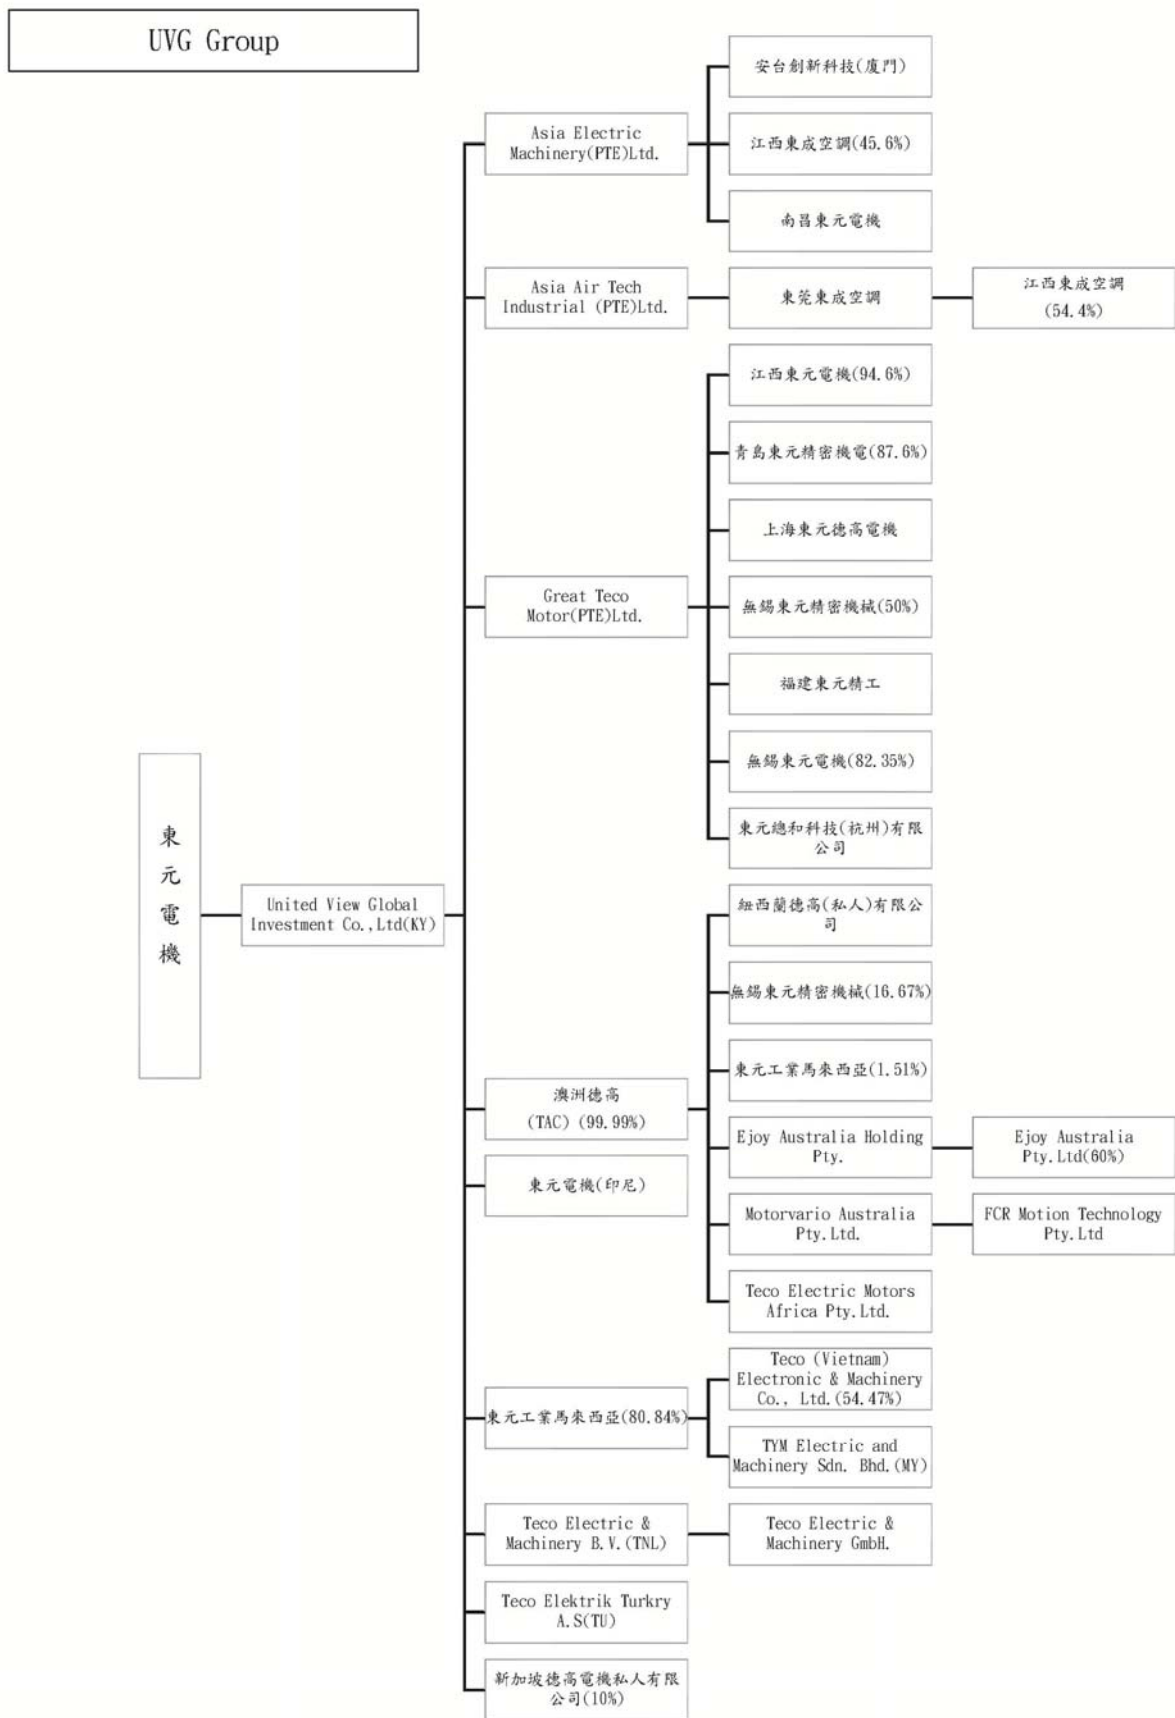 UVG Group
東
元
電
機
United View Global
Investment Co.,Ltd(KY)
Asia Electric
Machinery(PTE)Ltd.
安台創新科技(廈門)
江西東成空調(45.6%)
南昌東元電機
Asia Air Tech
Industrial (PTE)Ltd.
東莞東成空調
江西東成空調
(54.4%)
Great Teco
Motor(PTE)Ltd.
江西東元電機(94.6%)
青島東元精密機電(87.6%)
上海東元德高電機
無錫東元精密機械(50%)
福建東元精工
無錫東元電機(82.35%)
東元總和科技(杭州)有限
公司
澳洲德高
(TAC) (99.99%)
紐西蘭德高(私人)有限公
司
無錫東元精密機械(16.67%)
東元工業馬來西亞(1.51%)
Ejoy Australia Holding
Pty.
Ejoy Australia
Pty.Ltd(60%)
Motorvario Australia
Pty.Ltd.
FCR Motion Technology
Pty.Ltd
Teco Electric Motors
Africa Pty.Ltd.
東元電機(印尼)
東元工業馬來西亞(80.84%)
Teco (Vietnam)
Electronic & Machinery
Co., Ltd.(54.47%)
TYM Electric and
Machinery Sdn. Bhd.(MY)
Teco Electric &
Machinery B.V.(TNL)
Teco Electric &
Machinery GmbH.
Teco Elektrik Turkry
A.S(TU)
新加坡德高電機私人有限
公司(10%)